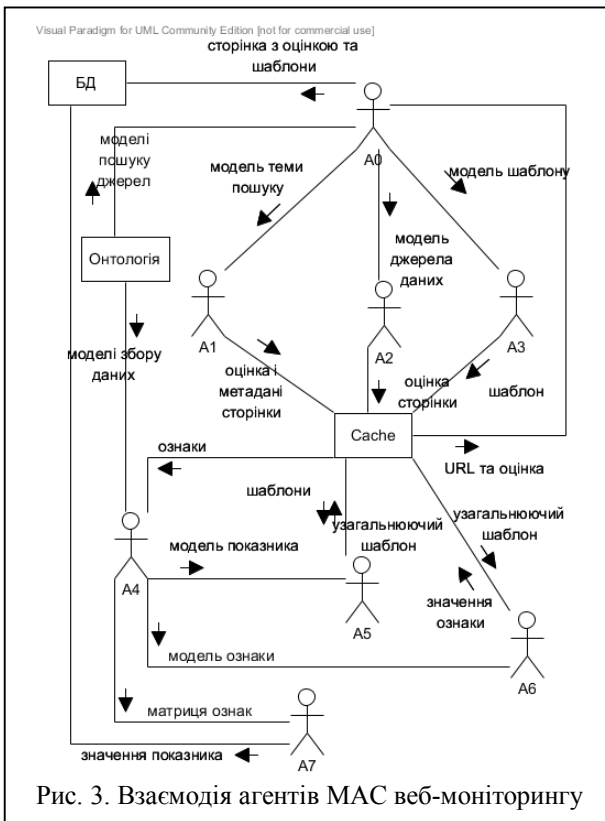 Visual Paradigm for UML Community Edition [not for commercial use]
сторінка з оцінкою та
шаблони
БД
A0
моделі
пошуку
джерел
модель теми
пошуку
модель шаблону
модель
джерела
даних
Онтологія
A1
A2
A3
моделі збору
даних
оцінка і
метадані
сторінки
оцінка
сторінки
шаблон
Cache
ознаки
URL та оцінка
шаблони
узагальнюючий
шаблон
узагальнюючий
шаблон
A4
модель показника
A5
значення
ознаки
модель ознаки
A6
матриця ознак
значення показника
A7
Рис. 3. Взаємодія агентів МАС веб-моніторингу